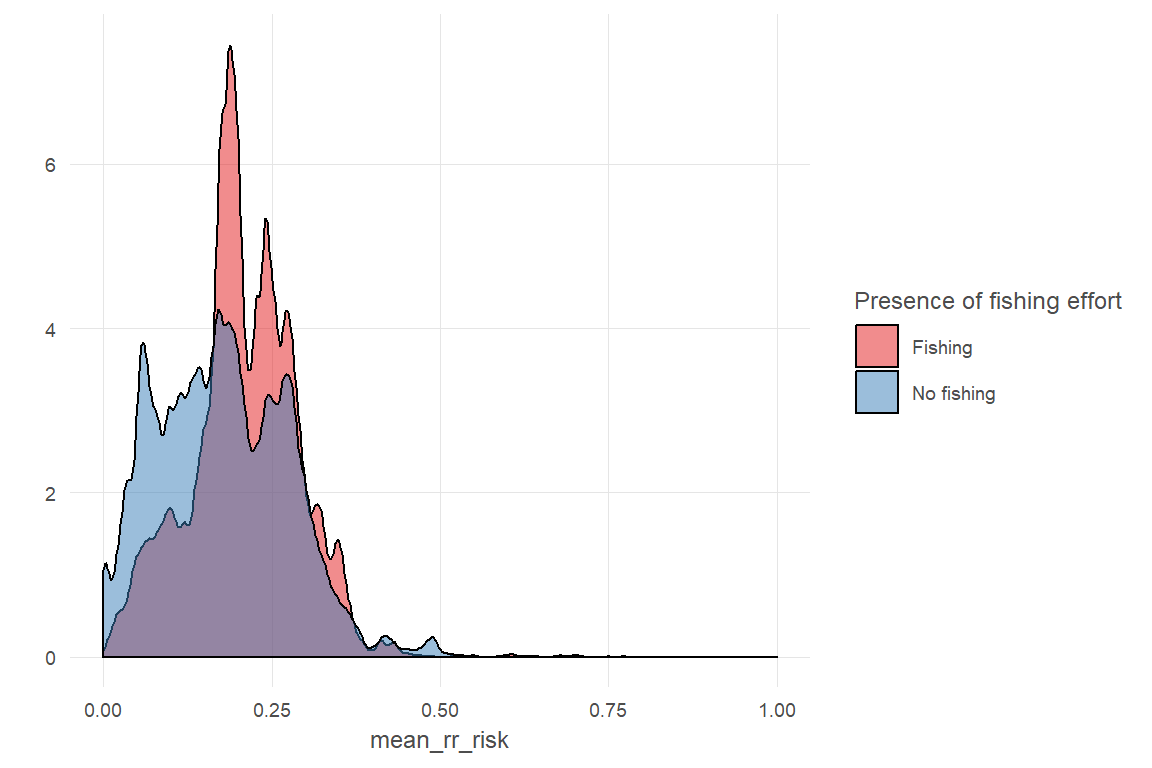 6
4
2
0
0.00 0.25 0.50 0.75 1.00
mean_rr_risk
Presence of fishing effort
Fishing
No fishing